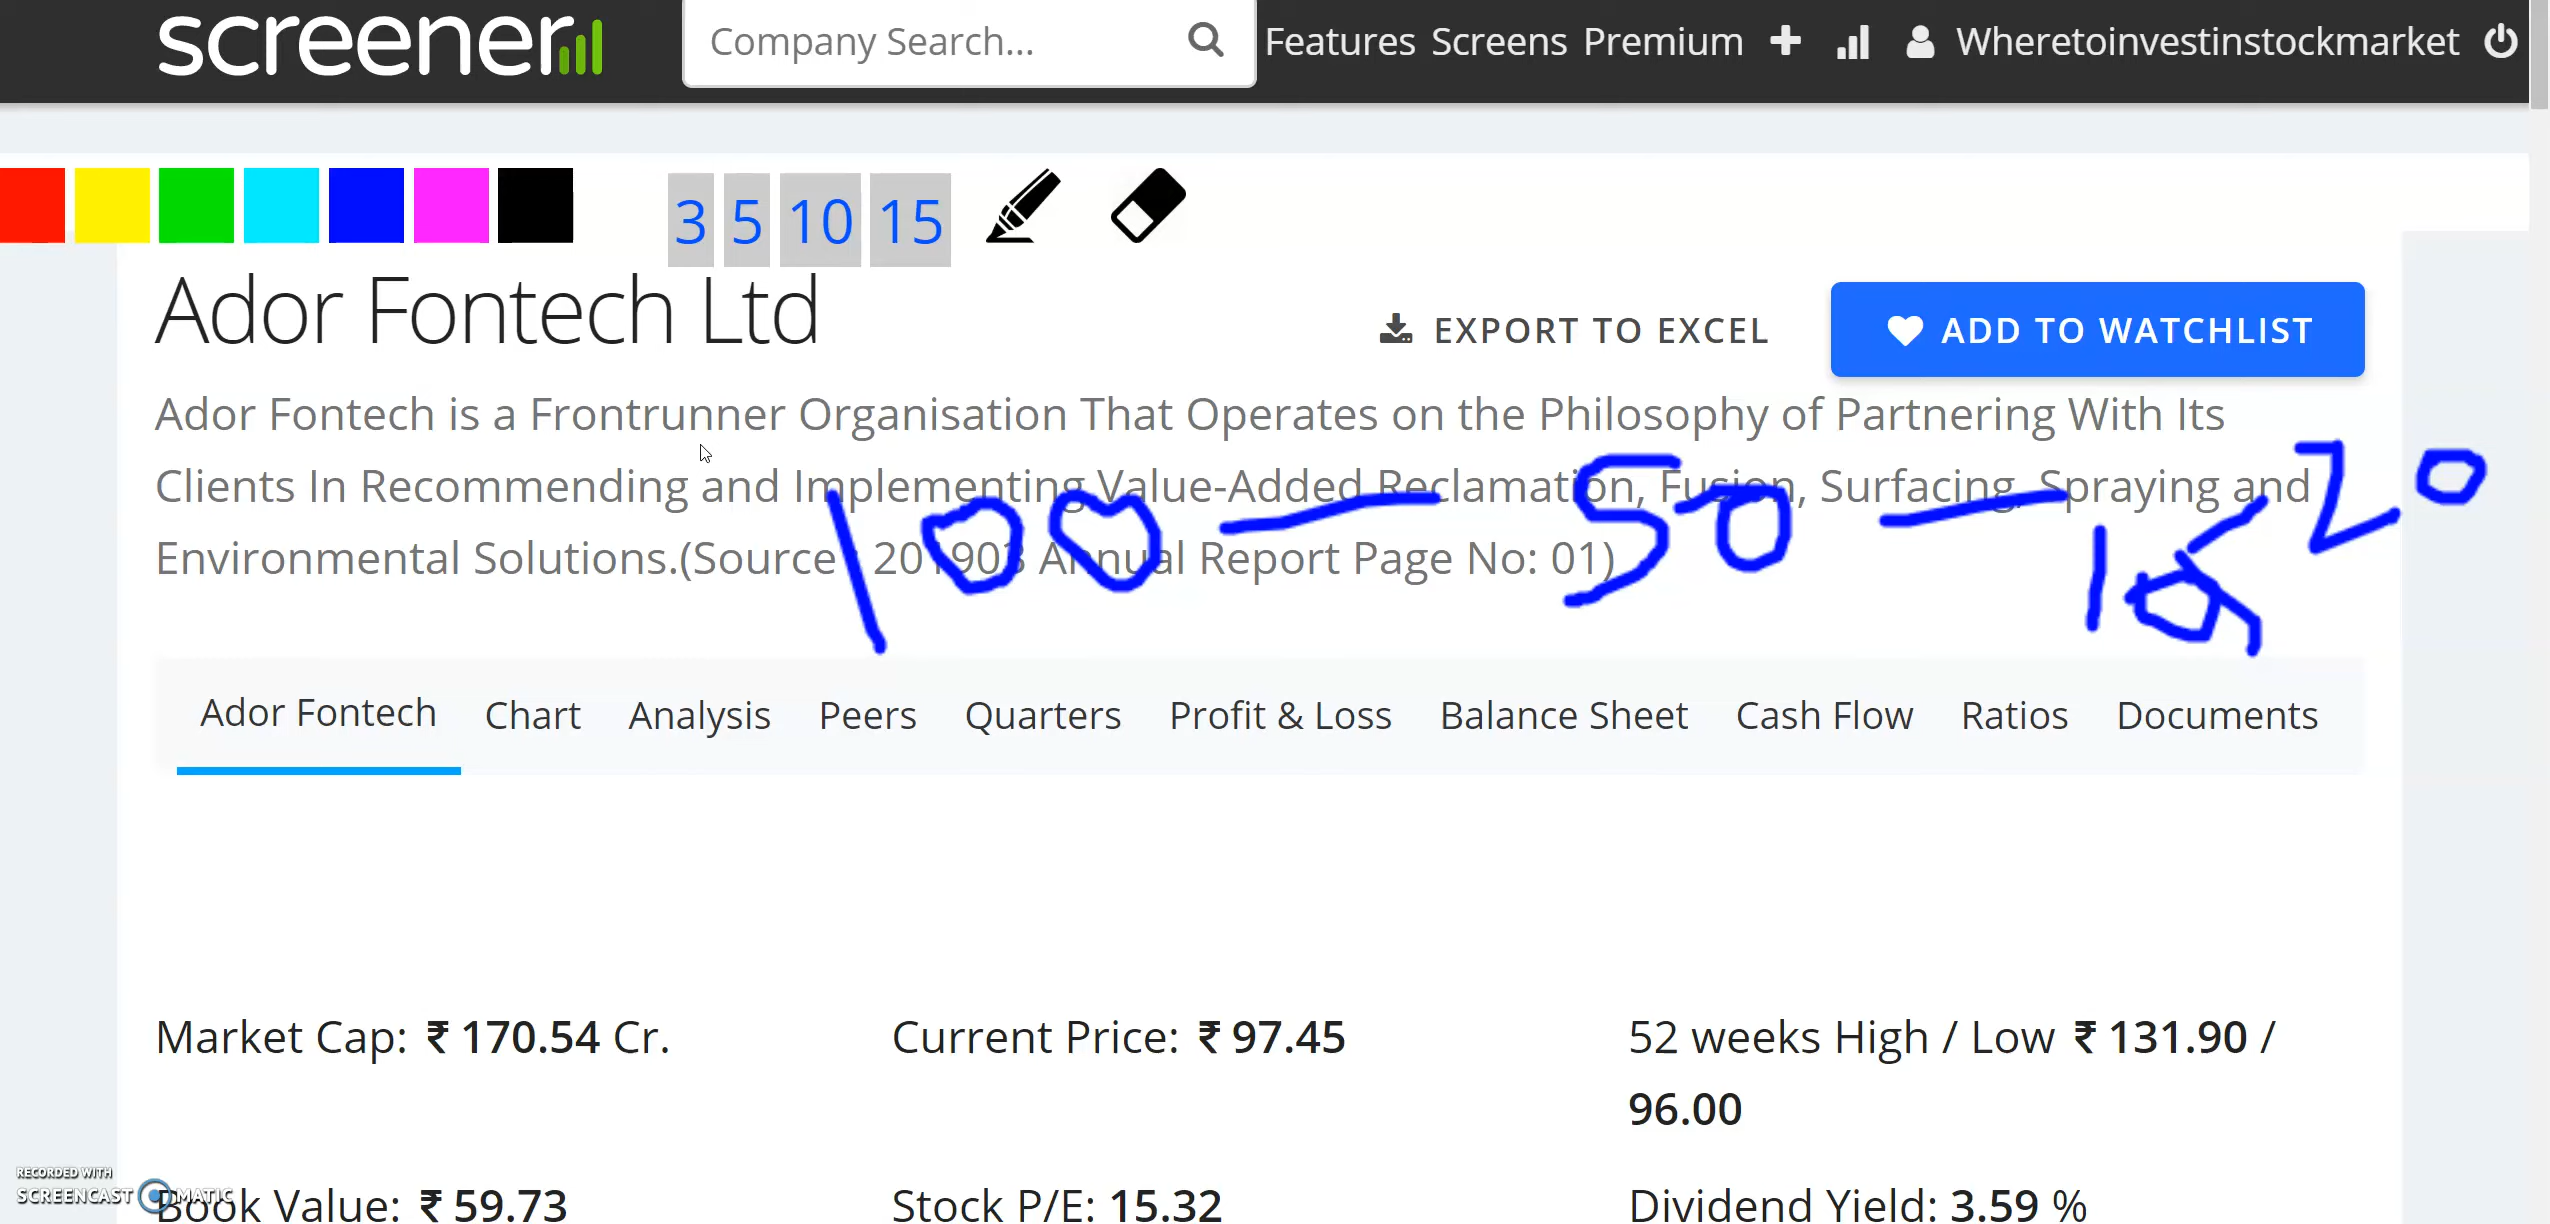 screener
Company Search...
Features Screens Premium
Wheretoinvestinstockmarket
3 5 10 15
Ador Fontech Ltd
EXPORT TO EXCEL
ADD TO WATCHLIST
Ador Fontech is a Frontrunner Organisation That Operates on the Philosophy of Partnering With Its
Clients In Recommending and Implementing Value-Added Reclamation, Fusion, Surfacing, Spraying and
Environmental Solutions.(Source : 201903 Annual Report Page No: 01)
100 — 50 —
20
Ador Fontech Chart Analysis Peers Quarters Profit & Loss Balance Sheet Cash Flow Ratios Documents
Market Cap: ₹ 170.54 Cr.
Current Price: ₹ 97.45
52 weeks High / Low ₹ 131.90 /
96.00
Book Value: ₹ 59.73
Stock P/E: 15.32
Dividend Yield: 3.59 %
RECORDED WITH
SCREENCAST MATIC